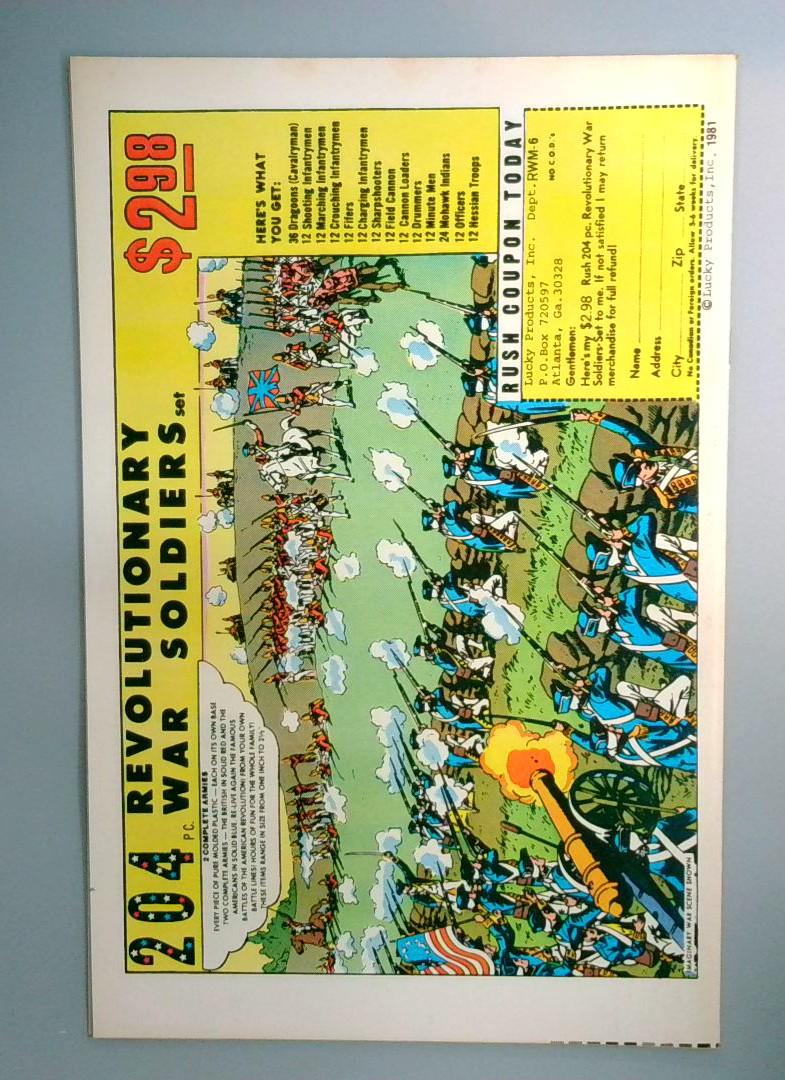 204 PC. REVOLUTIONARY
WAR SOLDIERS set
$2.98
2 COMPLETE ARMIES
EVERY PIECE OF PURE MOLDED PLASTIC — EACH ON ITS OWN BASE
TWO COMPLETE ARMIES — THE BRITISH IN SOLID RED AND THE
AMERICANS IN SOLID BLUE. RE-LIVE AGAIN THE FAMOUS
BATTLES OF THE AMERICAN REVOLUTION! FROM YOUR OWN
BATTLE LINES! HOURS OF FUN FOR THE WHOLE FAMILY!
THESE ITEMS RANGE IN SIZE FROM ONE INCH TO 2½"
HERE'S WHAT
YOU GET:
36 Dragoons (Cavalryman)
12 Shooting Infantrymen
12 Marching Infantrymen
12 Crouching Infantrymen
12 Fifers
12 Charging Infantrymen
12 Sharpshooters
12 Field Cannon
12 Cannon Loaders
12 Drummers
12 Minute Men
24 Mohawk Indians
12 Officers
12 Hessian Troops
RUSH COUPON TODAY
Lucky Products, Inc. Dept. RWM-6
P.O.Box 720597
Atlanta, Ga. 30328
NO C.O.D's.
Gentlemen:
Here's my $2.98 Rush 204 pc. Revolutionary War
Soldiers Set to me. If not satisfied I may return
merchandise for full refund!
Name
Address
City Zip State
No Canadian or Foreign orders. Allow 5-6 weeks for delivery.
© Lucky Products, Inc. 1981
IMAGINARY WAR SCENE SHOWN